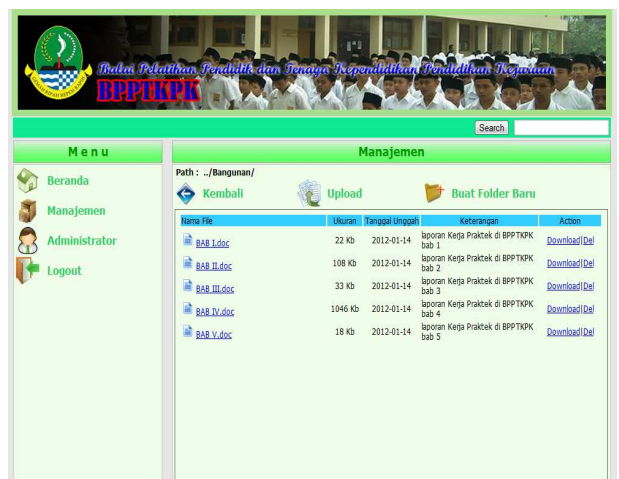 Balai Pelatihan Pendidik dan Tenaga Kependidikan Pendidikan Kejuruan
BPPTKPK
Search
Menu
Beranda
Manajemen
Administrator
Logout
Manajemen
Path : ../Bangunan/
Kembali Upload Buat Folder Baru
Nama File Ukuran Tanggal Unggah Keterangan Action
BAB I.doc 22 Kb 2012-01-14 laporan Kerja Praktek di BPPTKPK bab 1 Download|Del
BAB II.doc 108 Kb 2012-01-14 laporan Kerja Praktek di BPPTKPK bab 2 Download|Del
BAB III.doc 33 Kb 2012-01-14 laporan Kerja Praktek di BPPTKPK bab 3 Download|Del
BAB IV.doc 1046 Kb 2012-01-14 laporan Kerja Praktek di BPPTKPK bab 4 Download|Del
BAB V.doc 18 Kb 2012-01-14 laporan Kerja Praktek di BPPTKPK bab 5 Download|Del